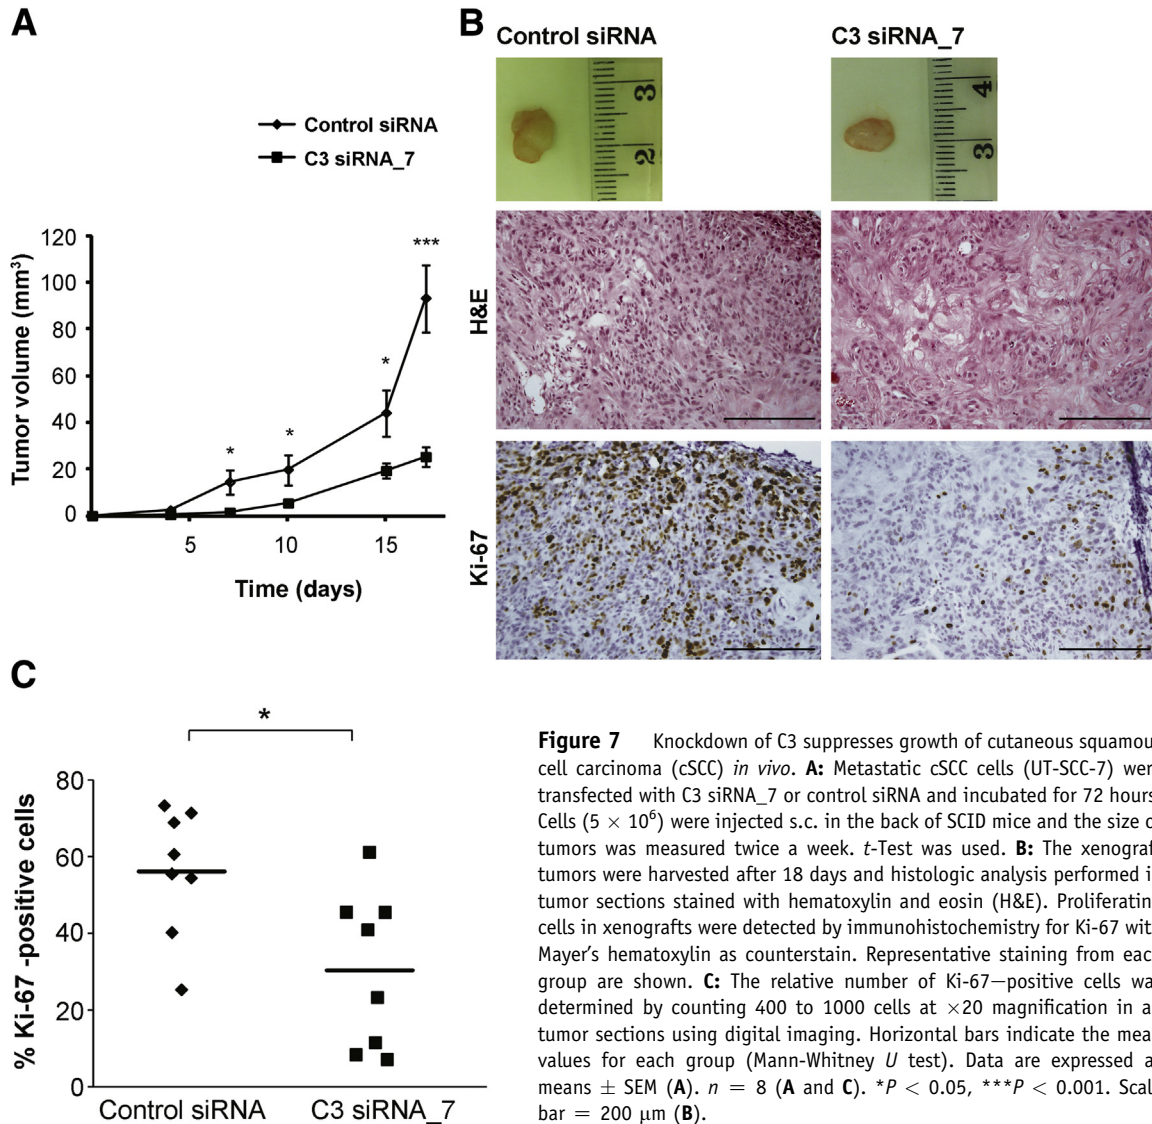 A
Control siRNA
C3 siRNA_7
Tumor volume (mm³)
120
100
80
60
40
20
0
***
*
*
*
5
10
15
Time (days)
B
Control siRNA
C3 siRNA_7
3
2
4
3
H&E
Ki-67
C
*
% Ki-67 -positive cells
80
60
40
20
0
Control siRNA
C3 siRNA_7
Figure 7 Knockdown of C3 suppresses growth of cutaneous squamou
cell carcinoma (cSCC) in vivo. A: Metastatic cSCC cells (UT-SCC-7) wer
transfected with C3 siRNA_7 or control siRNA and incubated for 72 hours
Cells (5 × 10⁶) were injected s.c. in the back of SCID mice and the size o
tumors was measured twice a week. t-Test was used. B: The xenograf
tumors were harvested after 18 days and histologic analysis performed i
tumor sections stained with hematoxylin and eosin (H&E). Proliferatin
cells in xenografts were detected by immunohistochemistry for Ki-67 wit
Mayer's hematoxylin as counterstain. Representative staining from eac
group are shown. C: The relative number of Ki-67—positive cells wa
determined by counting 400 to 1000 cells at ×20 magnification in a
tumor sections using digital imaging. Horizontal bars indicate the mea
values for each group (Mann-Whitney U test). Data are expressed a
means ± SEM (A). n = 8 (A and C). *P < 0.05, ***P < 0.001. Scal
bar = 200 μm (B).